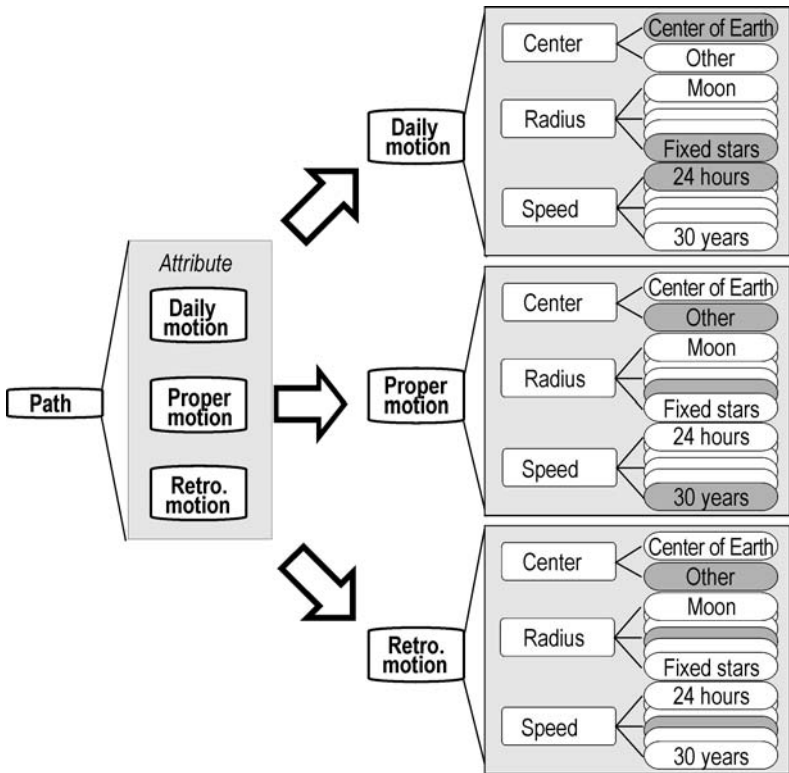 Path
Attribute
Daily
motion
Proper
motion
Retro.
motion
Daily
motion
Center
Center of Earth
Other
Radius
Moon
Fixed stars
Speed
24 hours
30 years
Proper
motion
Center
Center of Earth
Other
Radius
Moon
Fixed stars
Speed
24 hours
30 years
Retro.
motion
Center
Center of Earth
Other
Radius
Moon
Fixed stars
Speed
24 hours
30 years